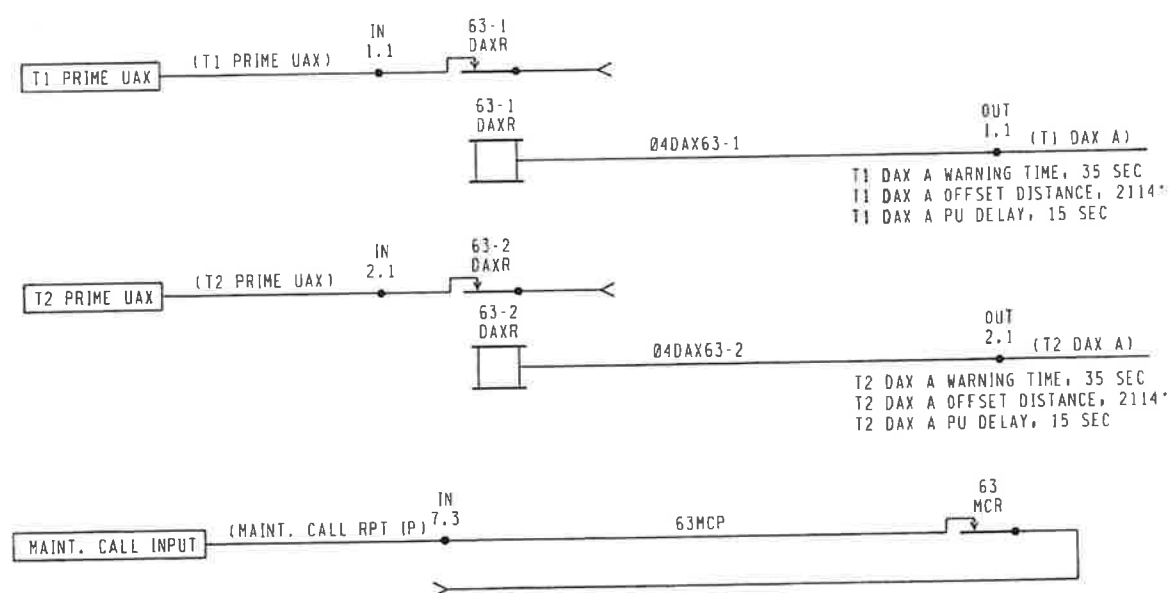 63-1
DAXR
IN
1.1
(T1 PRIME UAX)
T1 PRIME UAX
63-1
DAXR
04DAX63-1
OUT
1.1
(T1 DAX A)
T1 DAX A WARNING TIME, 35 SEC
T1 DAX A OFFSET DISTANCE, 2114'
T1 DAX A PU DELAY, 15 SEC
63-2
DAXR
IN
2.1
(T2 PRIME UAX)
T2 PRIME UAX
63-2
DAXR
04DAX63-2
OUT
2.1
(T2 DAX A)
T2 DAX A WARNING TIME, 35 SEC
T2 DAX A OFFSET DISTANCE, 2114'
T2 DAX A PU DELAY, 15 SEC
63
MCR
IN
7.3
(MAINT. CALL RPT IP)
63MCP
MAINT. CALL INPUT